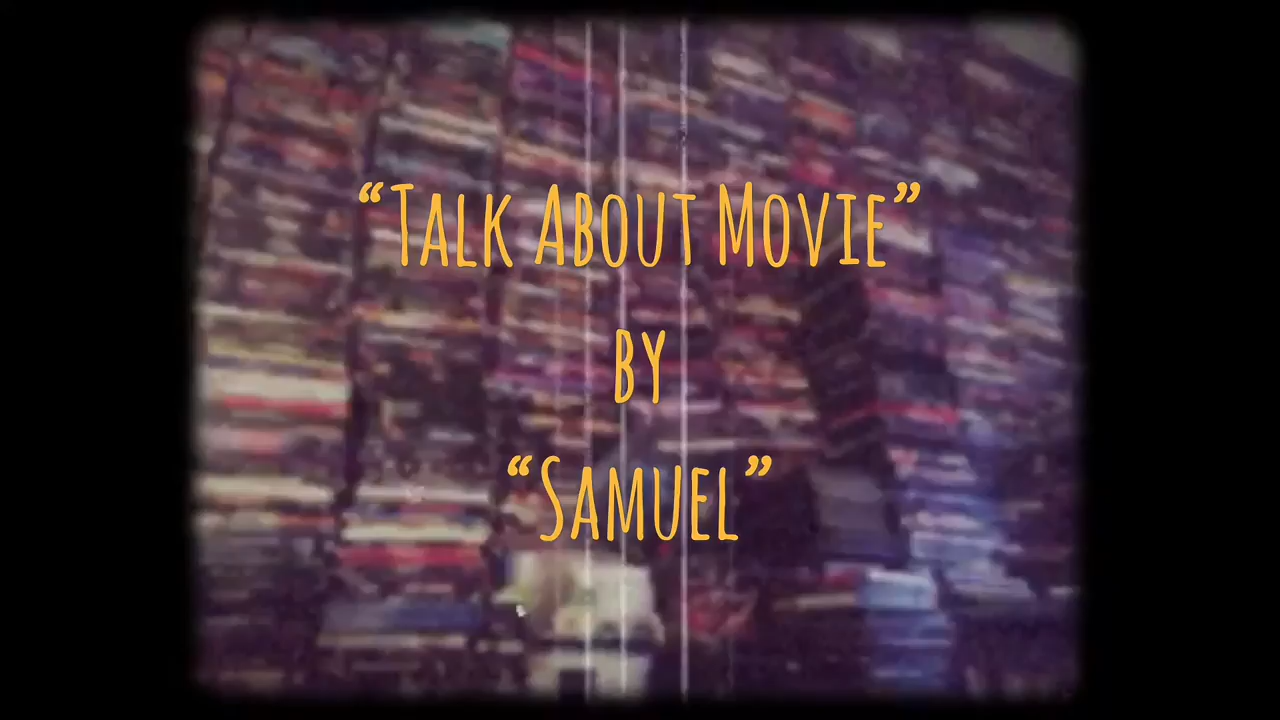 “Talk About Movie”
by
“Samuel”